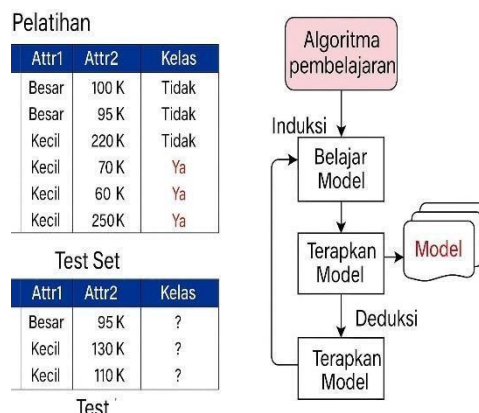 Pelatihan
Attr1 Attr2 Kelas
Besar 100 K Tidak
Besar 95 K Tidak
Kecil 220 K Tidak
Kecil 70 K Ya
Kecil 60 K Ya
Kecil 250 K Ya
Test Set
Attr1 Attr2 Kelas
Besar 95 K ?
Kecil 130 K ?
Kecil 110 K ?
Test
Algoritma
pembelajaran
Induksi
Belajar
Model
Terapkan
Model
Model
Deduksi
Terapkan
Model